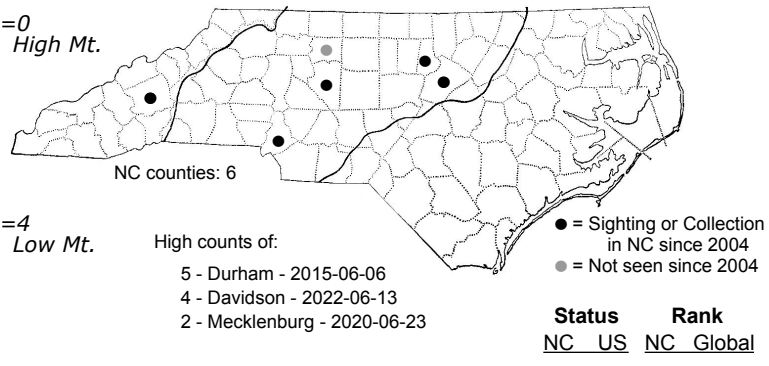 =0
High Mt.
NC counties: 6
=4
Low Mt.
High counts of:
5 - Durham - 2015-06-06
4 - Davidson - 2022-06-13
2 - Mecklenburg - 2020-06-23
= Sighting or Collection
in NC since 2004
= Not seen since 2004
Status Rank
NC US NC Global